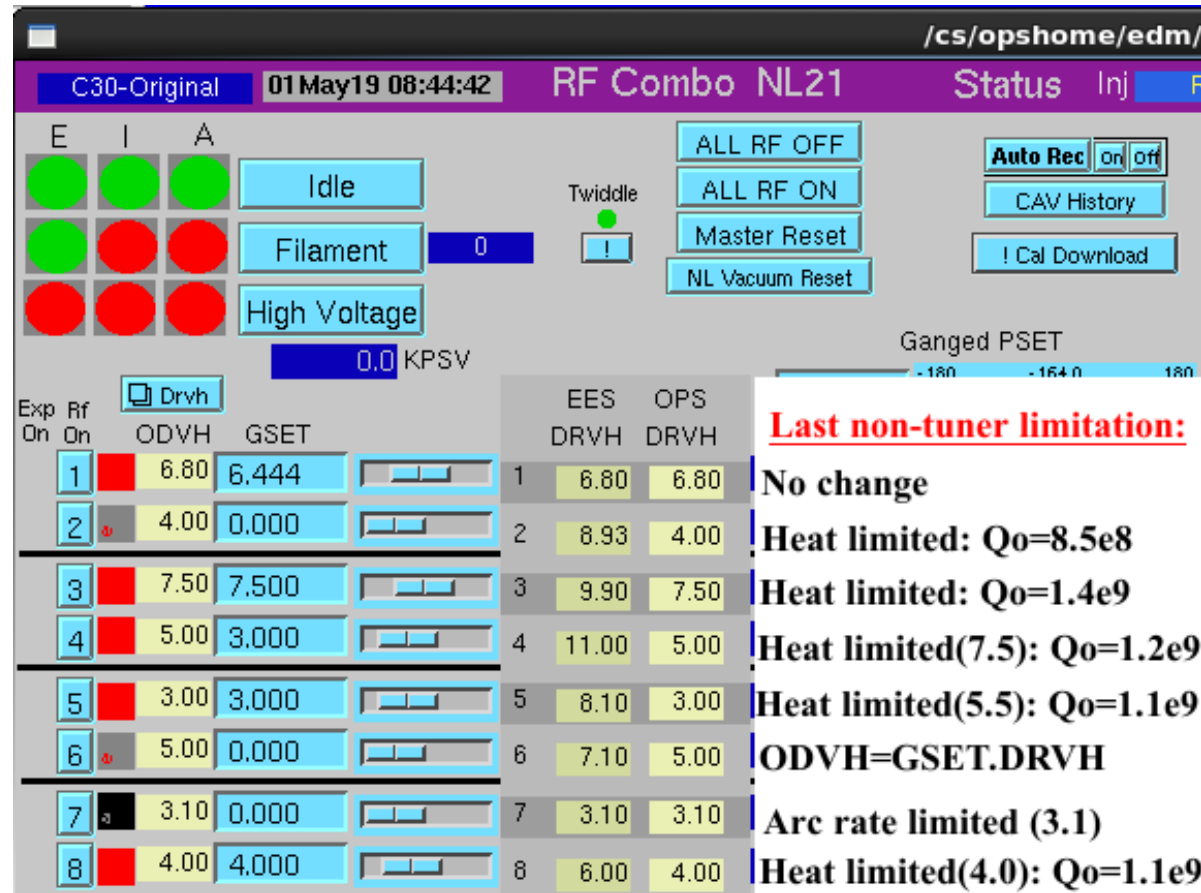 /cs/opshome/edm/
C30-Original 01May19 08:44:42 RF Combo NL21 Status Inj
E I A
ALL RF OFF
Auto Rec On Off
Idle
Twiddle
ALL RF ON
CAV History
Filament 0
!
Master Reset
! Cal Download
NL Vacuum Reset
High Voltage
0.0 KPSV
Ganged PSET
-180 -164.0 180
Drvh
Exp On Rf On ODVH GSET
EES DRVH OPS DRVH
Last non-tuner limitation:
1 6.80 6.444 1 6.80 6.80 No change
2 4.00 0.000 2 8.93 4.00 Heat limited: Qo=8.5e8
3 7.50 7.500 3 9.90 7.50 Heat limited: Qo=1.4e9
4 5.00 3.000 4 11.00 5.00 Heat limited(7.5): Qo=1.2e9
5 3.00 3.000 5 8.10 3.00 Heat limited(5.5): Qo=1.1e9
6 5.00 0.000 6 7.10 5.00 ODVH=GSET.DRVH
7 3.10 0.000 7 3.10 3.10 Arc rate limited (3.1)
8 4.00 4.000 8 6.00 4.00 Heat limited(4.0): Qo=1.1e9